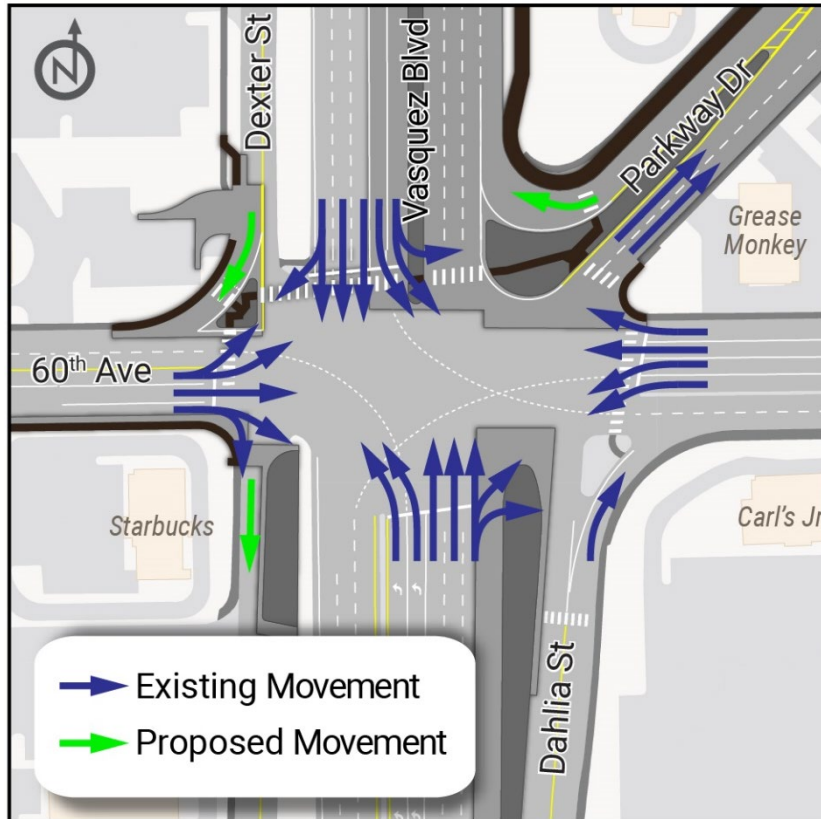 N
Dexter St
Vasquez Blvd
Parkway Dr
Grease
Monkey
60th Ave
Starbucks
Carl's Jr
Dahlia St
Existing Movement
Proposed Movement